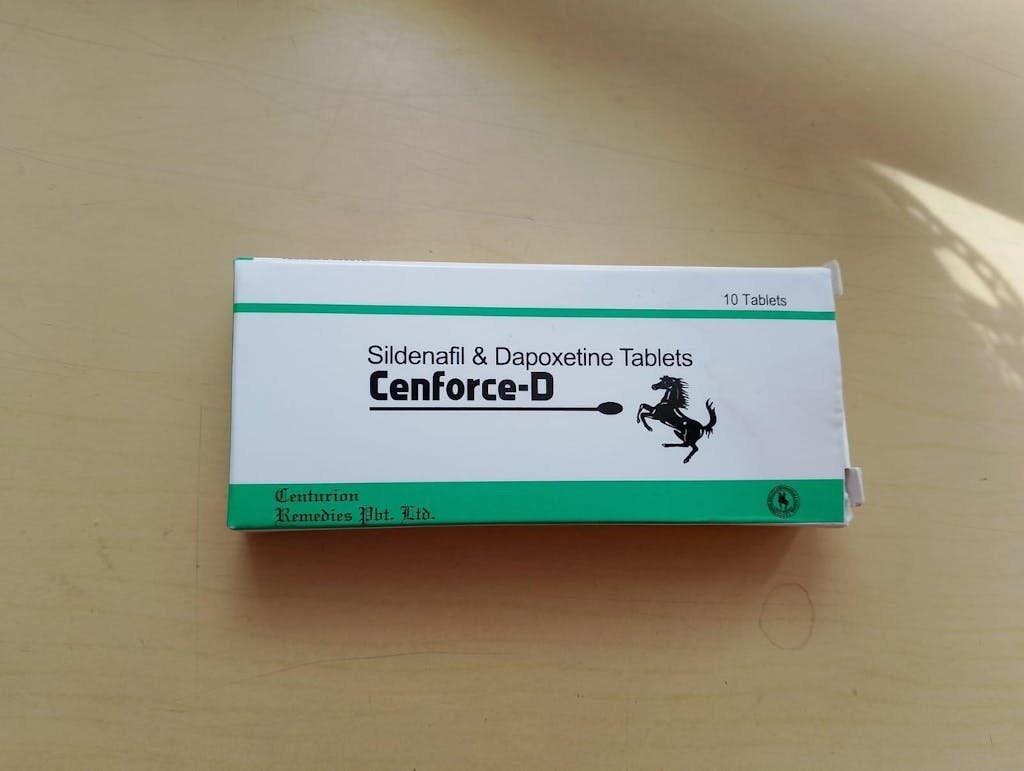 10 Tablets
Sildenafil & Dapoxetine Tablets
Cenforce-D
Centurion
Remedies Pvt. Ltd.